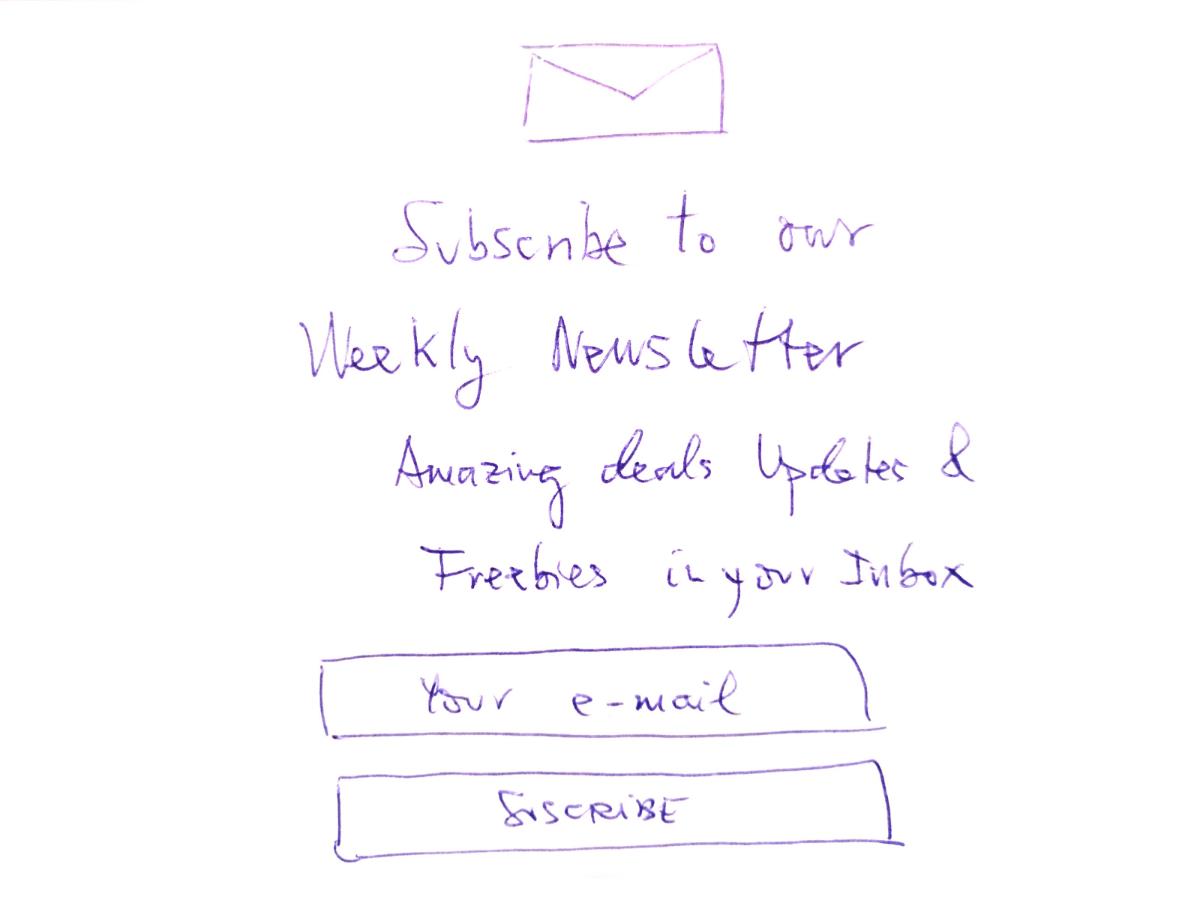 Subscribe to our
Weekly Newsletter
Amazing deals Updates &
Freebies in your Inbox
Your e-mail
SUSCRIBE